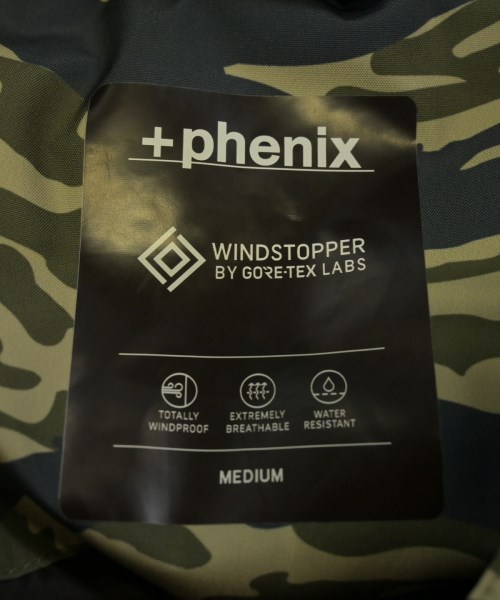 +phenix
WINDSTOPPER
BY GORE-TEX LABS
TOTALLY
WINDPROOF
EXTREMELY
BREATHABLE
WATER
RESISTANT
MEDIUM